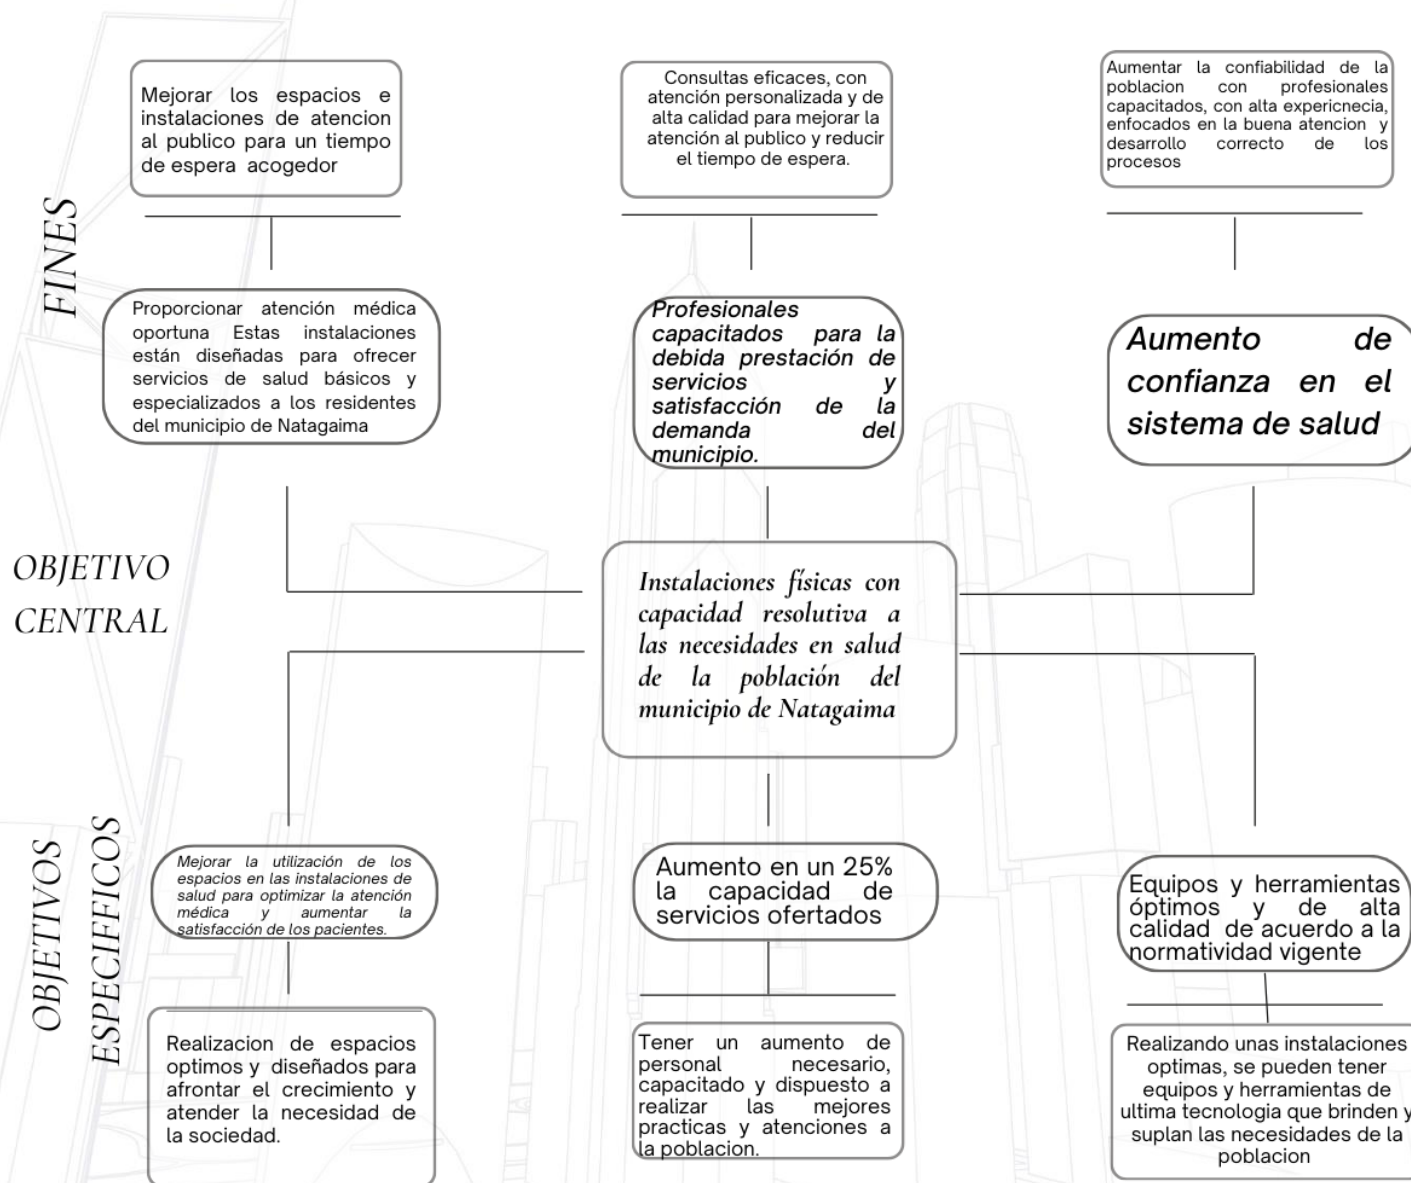 FINES
Mejorar los espacios e
instalaciones de atencion
al publico para un tiempo
de espera acogedor
Consultas eficaces, con
atención personalizada y de
alta calidad para mejorar la
atención al publico y reducir
el tiempo de espera.
Aumentar la confiabilidad de la
poblacion con profesionales
capacitados, con alta expericnecia,
enfocados en la buena atencion y
desarrollo correcto de los
procesos
Proporcionar atención médica
oportuna Estas instalaciones
están diseñadas para ofrecer
servicios de salud básicos y
especializados a los residentes
del municipio de Natagaima
Profesionales
capacitados para la
debida prestación de
servicios y
satisfacción de la
demanda del
municipio.
Aumento de
confianza en el
sistema de salud
OBJETIVO
CENTRAL
Instalaciones físicas con
capacidad resolutiva a
las necesidades en salud
de la población del
municipio de Natagaima
OBJETIVOS
ESPECIFFICOS
Mejorar la utilización de los
espacios en las instalaciones de
salud para optimizar la atención
médica y aumentar la
satisfacción de los pacientes.
Aumento en un 25%
la capacidad de
servicios ofertados
Equipos y herramientas
óptimos y de alta
calidad de acuerdo a la
normatividad vigente
Realizacion de espacios
optimos y diseñados para
afrontar el crecimiento y
atender la necesidad de
la sociedad.
Tener un aumento de
personal necesario,
capacitado y dispuesto a
realizar las mejores
practicas y atenciones a
la poblacion.
Realizando unas instalaciones
optimas, se pueden tener
equipos y herramientas de
ultima tecnologia que brinden y
suplan las necesidades de la
poblacion